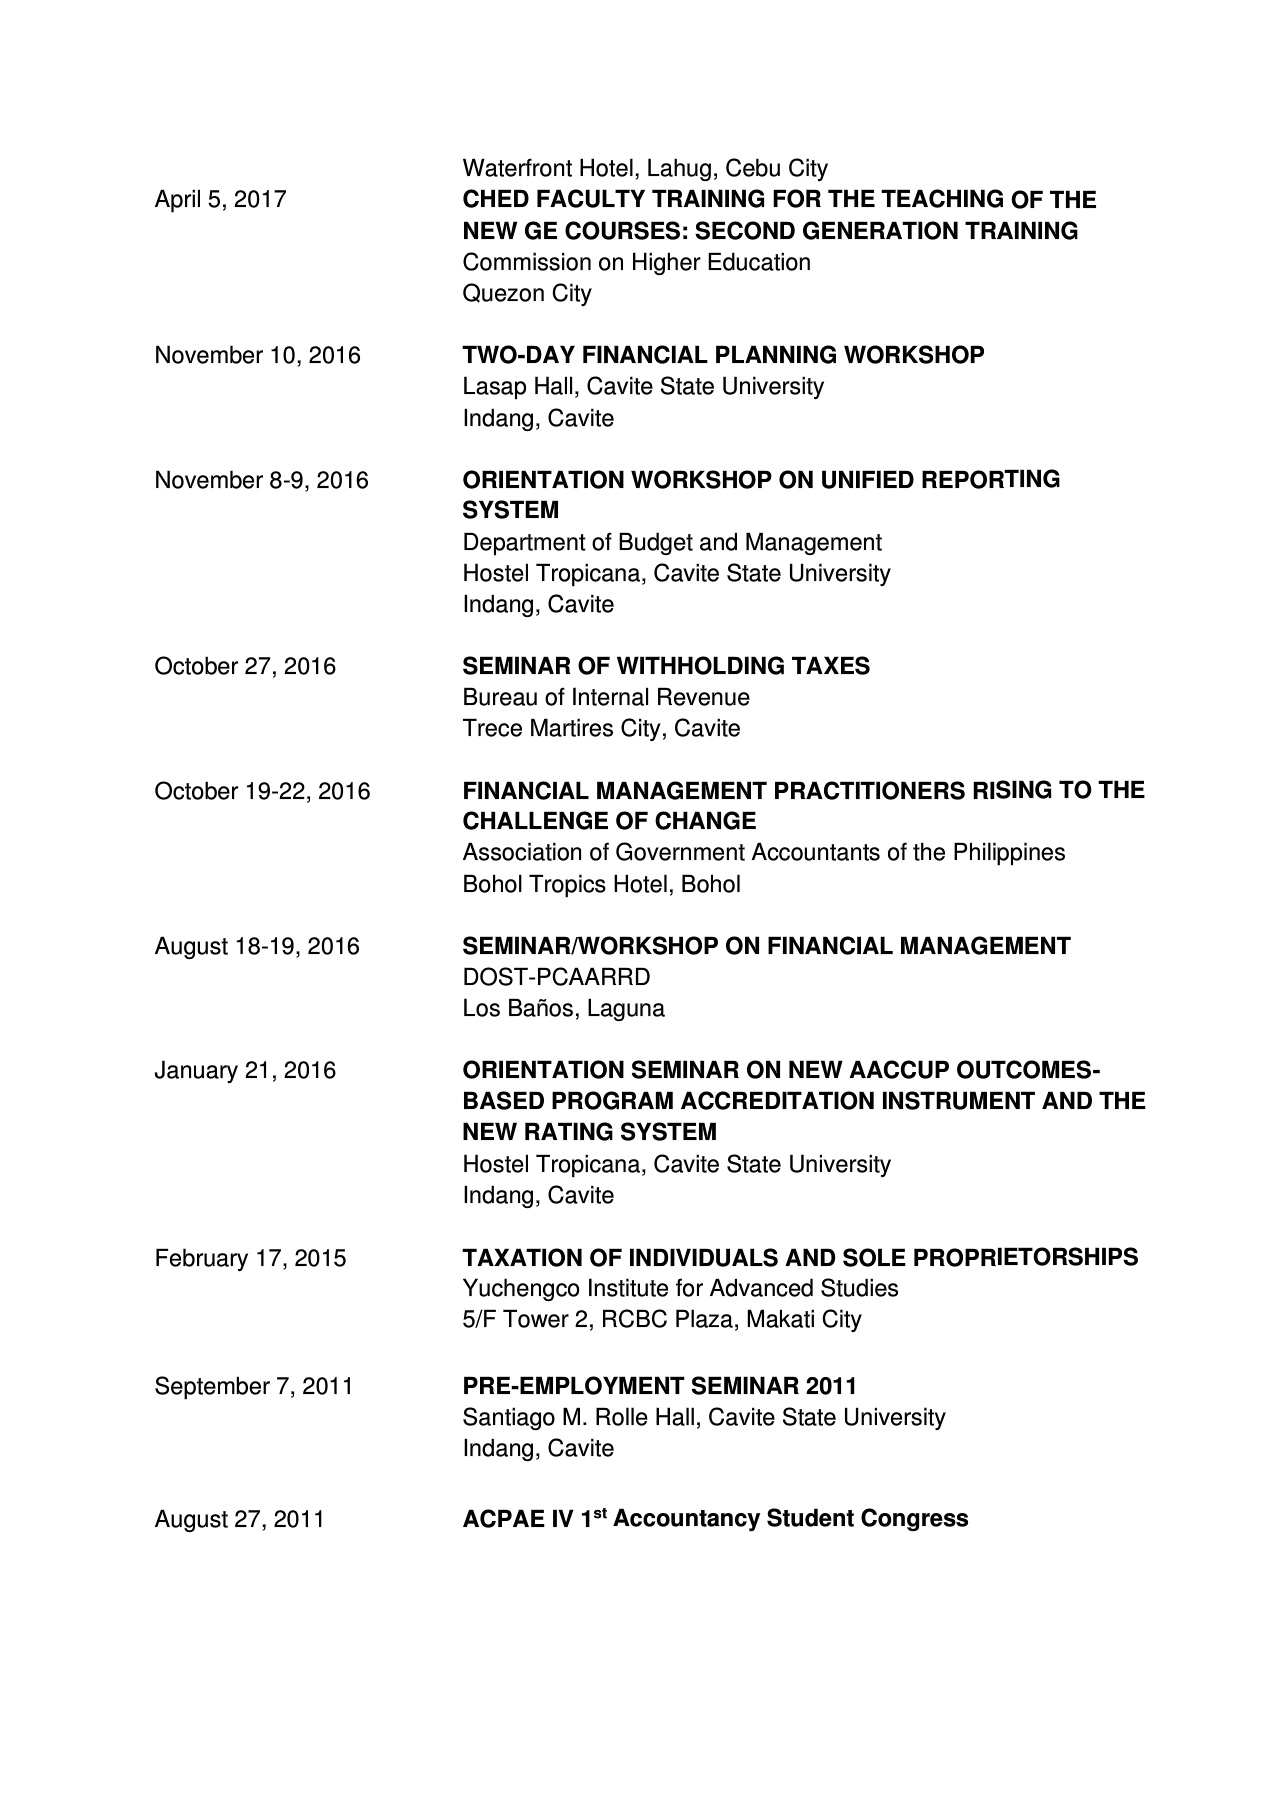 Waterfront Hotel, Lahug, Cebu City
April 5, 2017 CHED FACULTY TRAINING FOR THE TEACHING OF THE
NEW GE COURSES: SECOND GENERATION TRAINING
Commission on Higher Education
Quezon City
November 10, 2016 TWO-DAY FINANCIAL PLANNING WORKSHOP
Lasap Hall, Cavite State University
Indang, Cavite
November 8-9, 2016 ORIENTATION WORKSHOP ON UNIFIED REPORTING
SYSTEM
Department of Budget and Management
Hostel Tropicana, Cavite State University
Indang, Cavite
October 27, 2016 SEMINAR OF WITHHOLDING TAXES
Bureau of Internal Revenue
Trece Martires City, Cavite
October 19-22, 2016 FINANCIAL MANAGEMENT PRACTITIONERS RISING TO THE
CHALLENGE OF CHANGE
Association of Government Accountants of the Philippines
Bohol Tropics Hotel, Bohol
August 18-19, 2016 SEMINAR/WORKSHOP ON FINANCIAL MANAGEMENT
DOST-PCAARRD
Los Baños, Laguna
January 21, 2016 ORIENTATION SEMINAR ON NEW AACCUP OUTCOMES-
BASED PROGRAM ACCREDITATION INSTRUMENT AND THE
NEW RATING SYSTEM
Hostel Tropicana, Cavite State University
Indang, Cavite
February 17, 2015 TAXATION OF INDIVIDUALS AND SOLE PROPRIETORSHIPS
Yuchengco Institute for Advanced Studies
5/F Tower 2, RCBC Plaza, Makati City
September 7, 2011 PRE-EMPLOYMENT SEMINAR 2011
Santiago M. Rolle Hall, Cavite State University
Indang, Cavite
August 27, 2011 ACPAE IV 1st Accountancy Student Congress